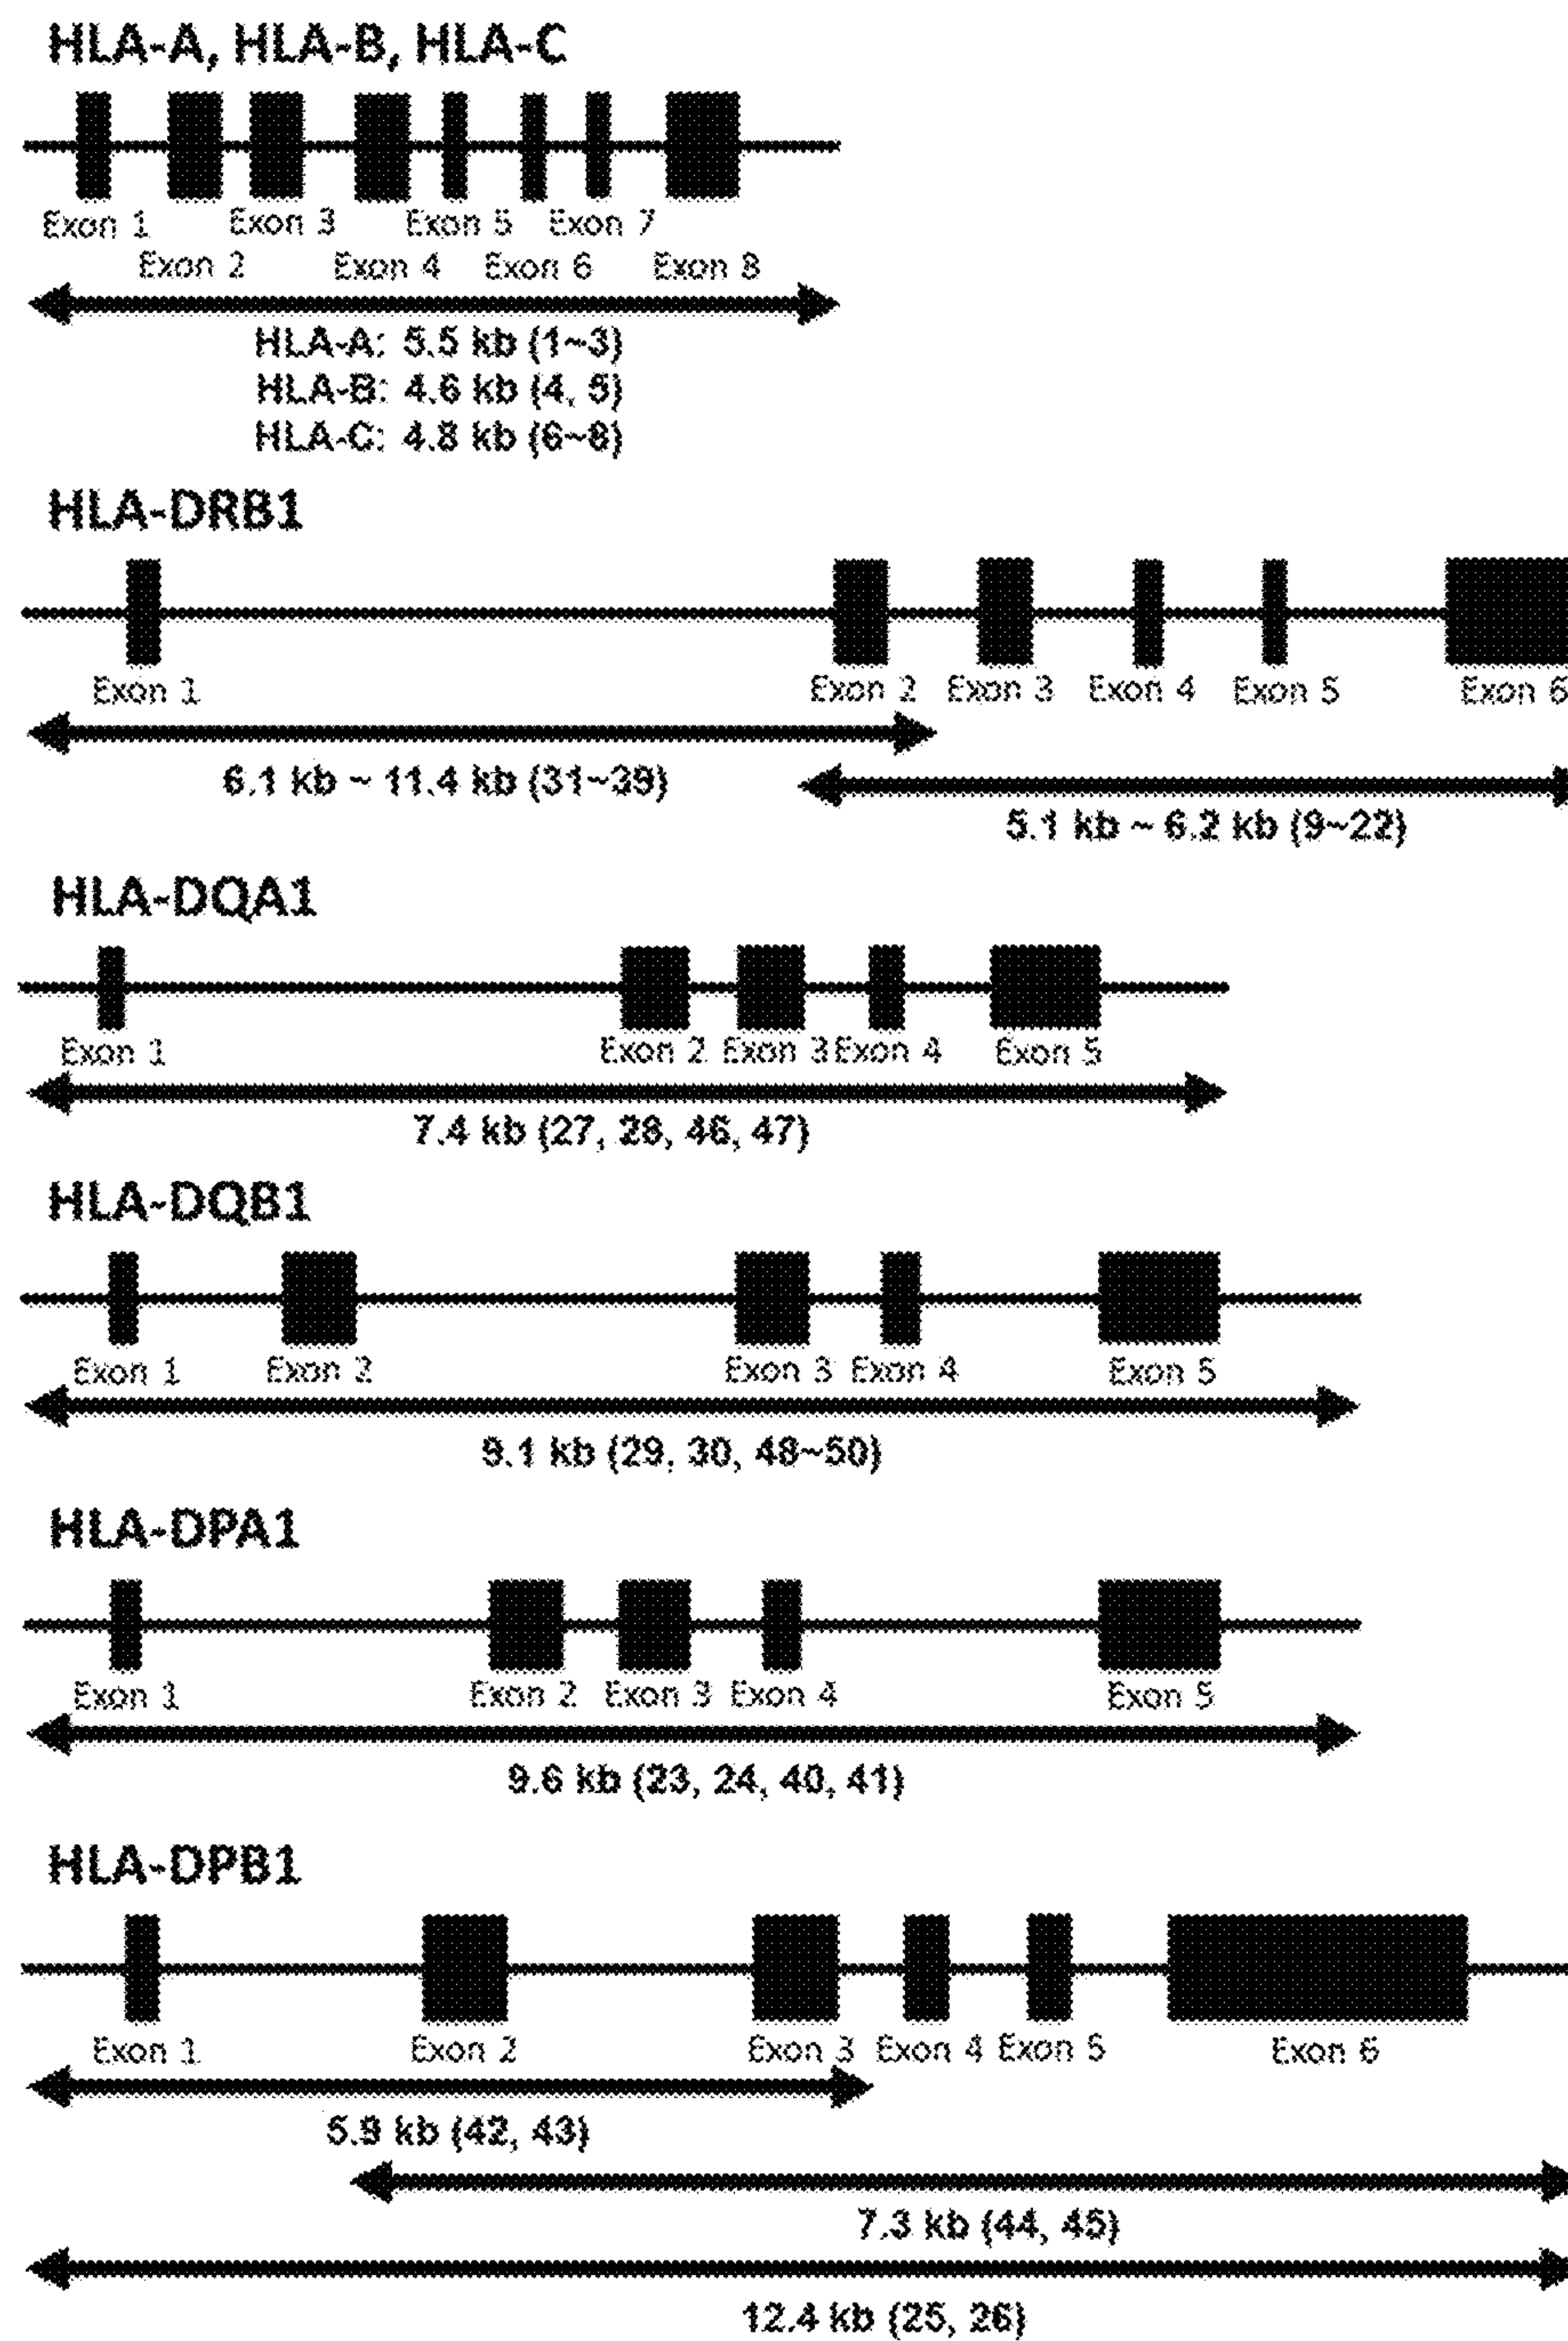 HLA-A, HLA-B, HLA-C
Exon 1 Exon 3 Exon 5 Exon 7
Exon 2 Exon 4 Exon 6 Exon 8
HLA-A: 5.5 kb (1~3)
HLA-B: 4.6 kb (4, 5)
HLA-C: 4.8 kb (6~8)
HLA-DRB1
Exon 1 Exon 2 Exon 3 Exon 4 Exon 5 Exon 6
6.1 kb ~ 11.4 kb (31~39)
5.1 kb ~ 6.2 kb (9~22)
HLA-DQA1
Exon 1 Exon 2 Exon 3 Exon 4 Exon 5
7.4 kb (27, 28, 46, 47)
HLA-DQB1
Exon 1 Exon 2 Exon 3 Exon 4 Exon 5
9.1 kb (29, 30, 48~50)
HLA-DPA1
Exon 1 Exon 2 Exon 3 Exon 4 Exon 5
9.6 kb (23, 24, 40, 41)
HLA-DPB1
Exon 1 Exon 2 Exon 3 Exon 4 Exon 5 Exon 6
5.9 kb (42, 43)
7.3 kb (44, 45)
12.4 kb (25, 26)